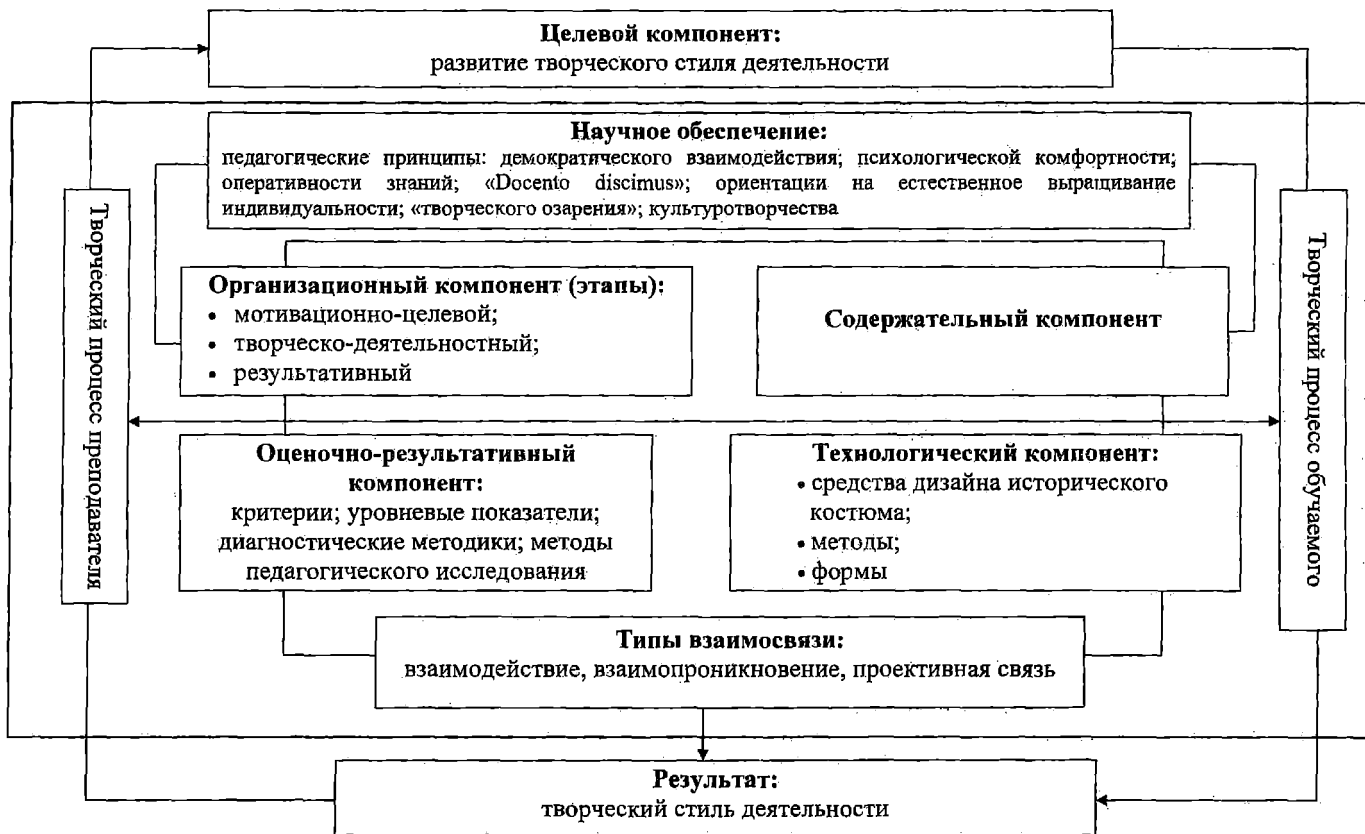 Целевой компонент:
развитие творческого стиля деятельности
Научное обеспечение:
педагогические принципы: демократического взаимодействия; психологической комфортности;
оперативности знаний; «Docento discimus»; ориентации на естественное выращивание
индивидуальности; «творческого озарения»; культуротворчества
Творческий процесс преподавателя
Организационный компонент (этапы):
• мотивационно-целевой;
• творческо-деятельностный;
• результативный
Содержательный компонент
Творческий процесс обучаемого
Оценочно-результативный
компонент:
критерии; уровневые показатели;
диагностические методики; методы
педагогического исследования
Технологический компонент:
• средства дизайна исторического
костюма;
• методы;
• формы
Типы взаимосвязи:
взаимодействие, взаимопроникновение, проективная связь
Результат:
творческий стиль деятельности